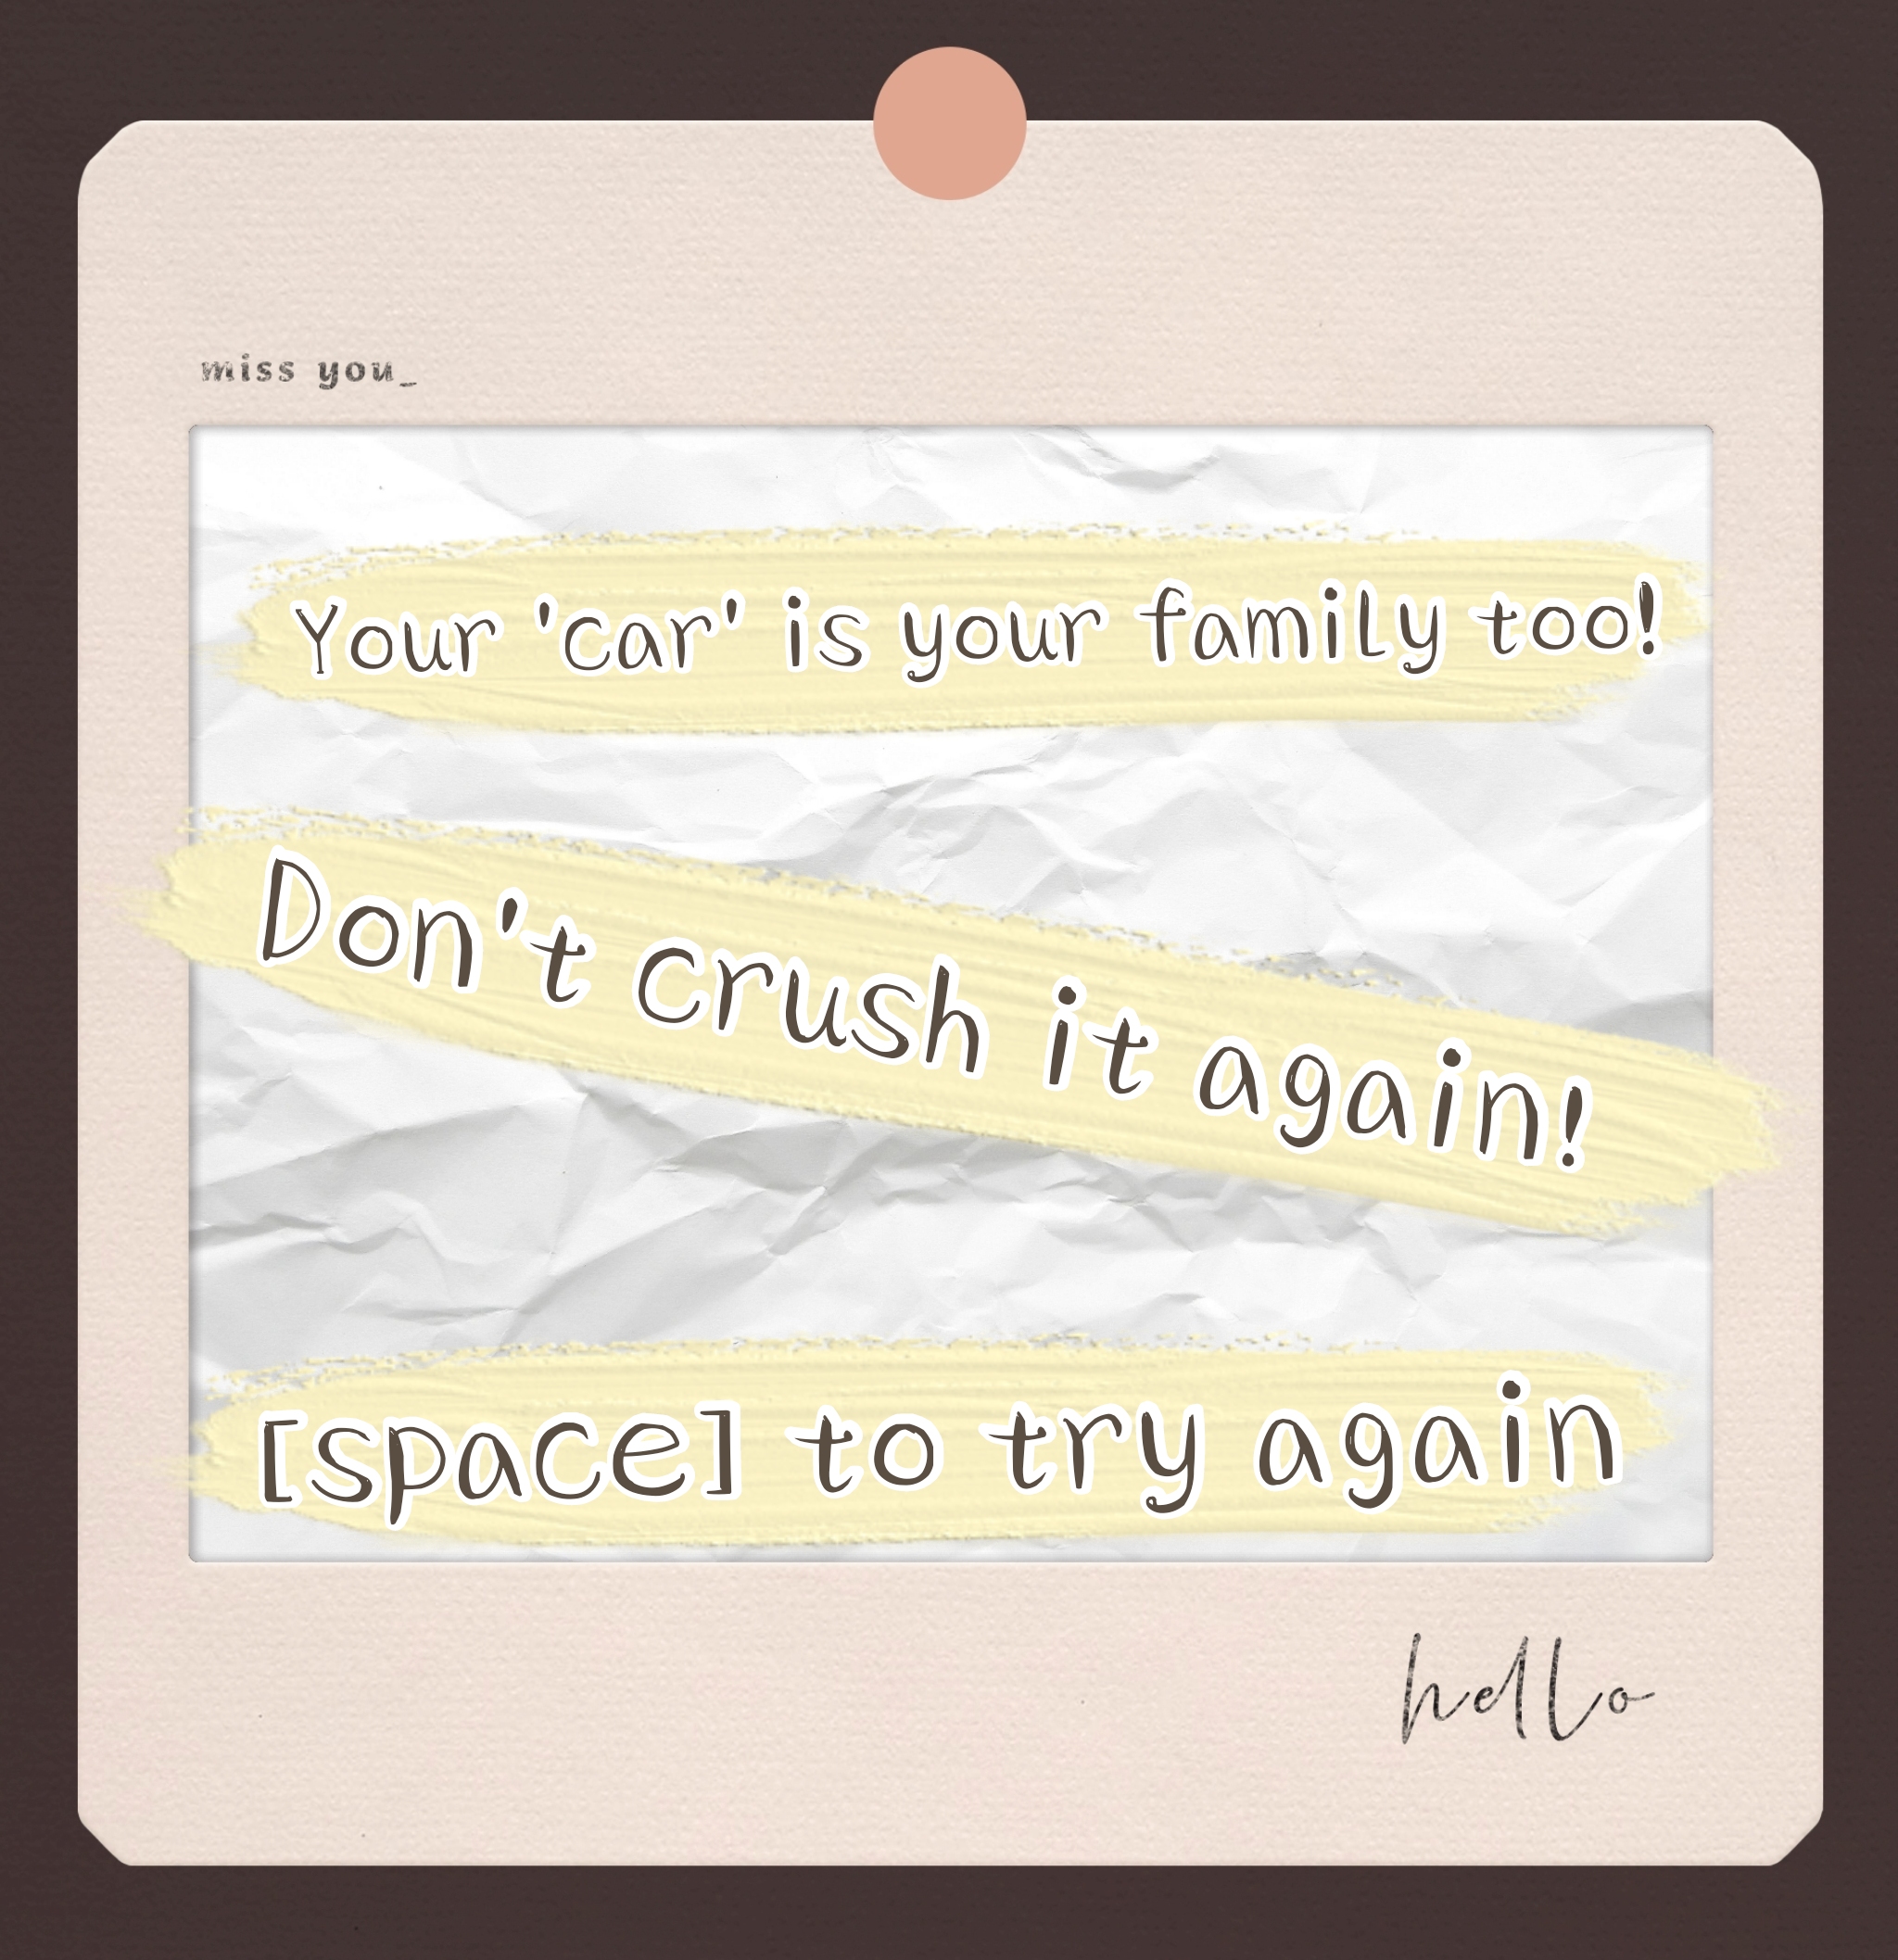 miss you_
Your 'car' is your family too!
Don't crush it again!
[space] to try again
hello